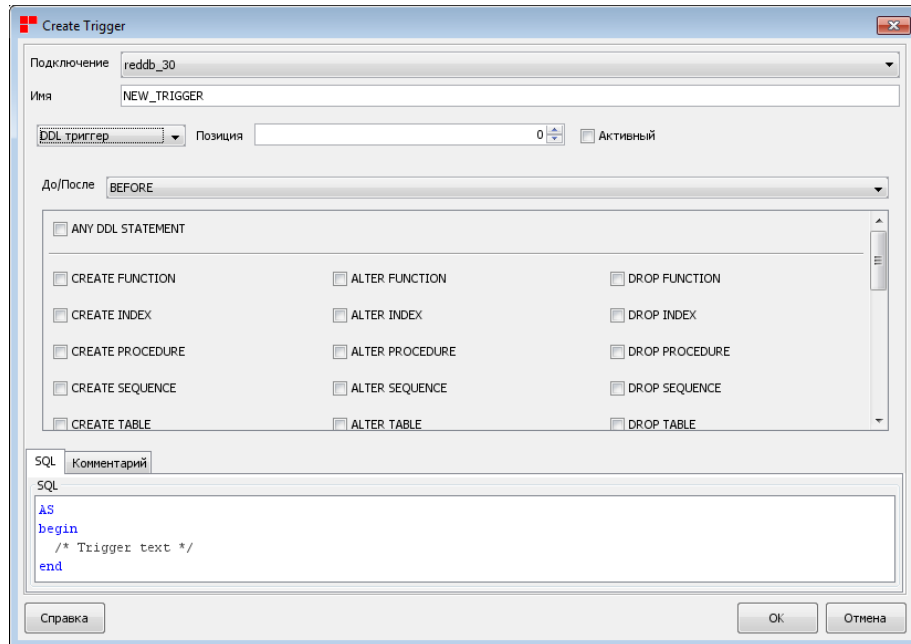 Create Trigger
Подключение reddb_30
Имя NEW_TRIGGER
DDL триггер Позиция 0 Активный
До/После BEFORE
ANY DDL STATEMENT
CREATE FUNCTION ALTER FUNCTION DROP FUNCTION
CREATE INDEX ALTER INDEX DROP INDEX
CREATE PROCEDURE ALTER PROCEDURE DROP PROCEDURE
CREATE SEQUENCE ALTER SEQUENCE DROP SEQUENCE
CREATE TABLE ALTER TABLE DROP TABLE
SQL Комментарий
SQL
AS
begin
/* Trigger text */
end
Справка OK Отмена